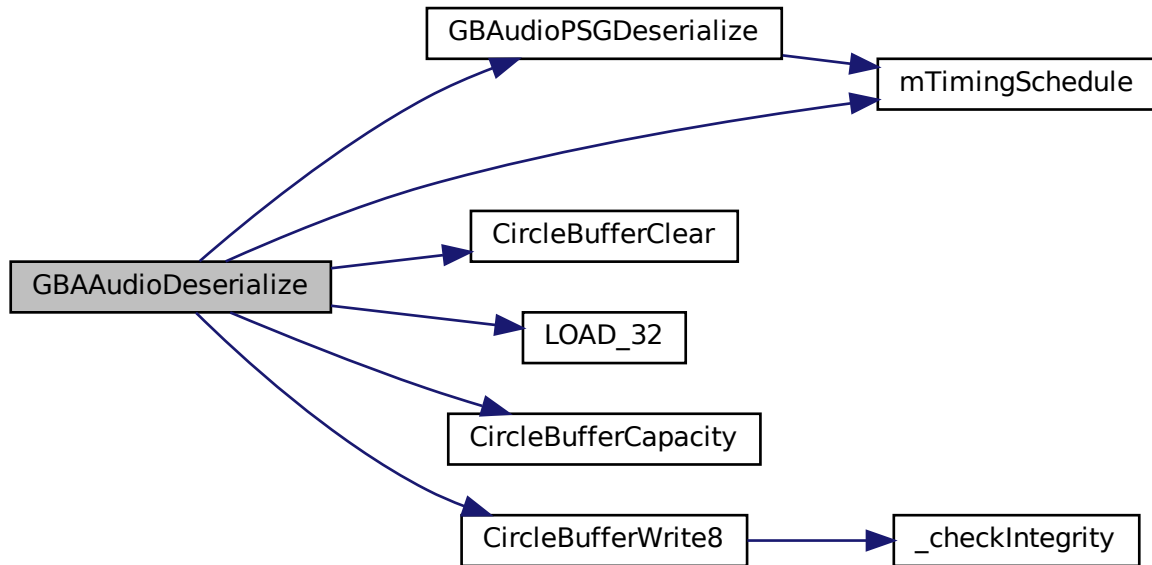 GBAudioPSGDeserialize
mTimingSchedule
CircleBufferClear
GBAAudioDeserialize
LOAD_32
CircleBufferCapacity
CircleBufferWrite8
_checkIntegrity